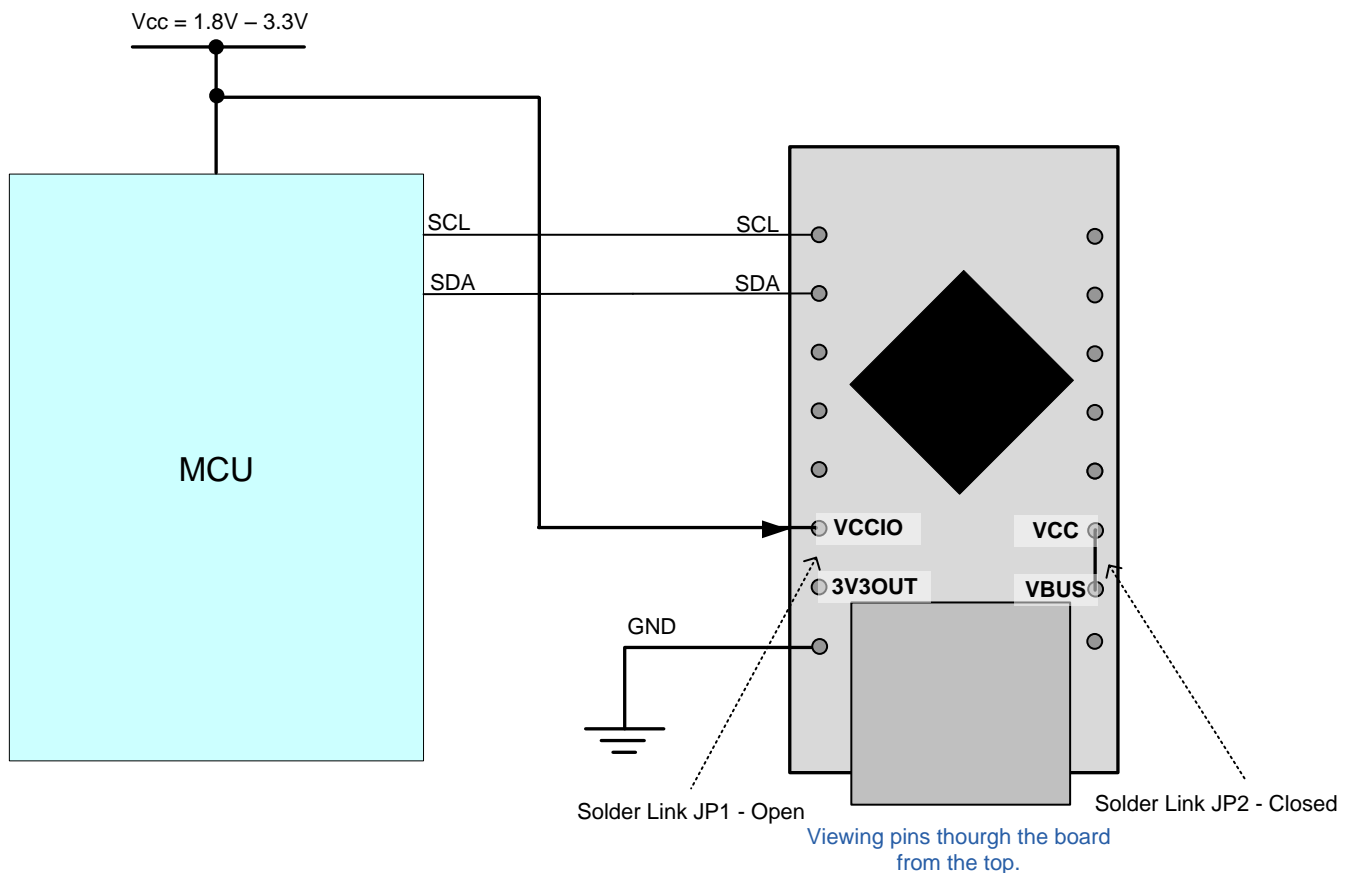 Vcc = 1.8V – 3.3V
SCL
SCL
SDA
SDA
MCU
VCCIO
VCC
3V3OUT
VBUS
GND
Solder Link JP1 - Open
Solder Link JP2 - Closed
Viewing pins thourgh the board
from the top.